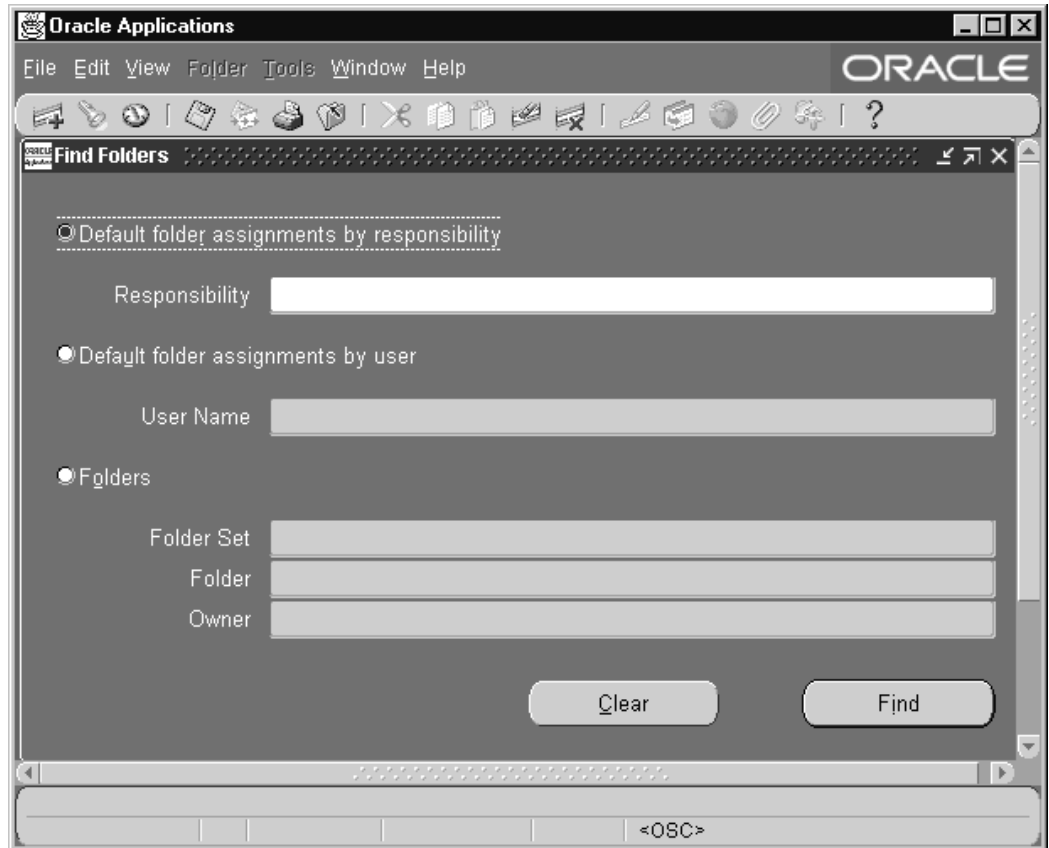 Oracle Applications
File Edit View Folder Tools Window Help
ORACLE
?
Find Folders
Default folder assignments by responsibility
Responsibility
Default folder assignments by user
User Name
Folders
Folder Set
Folder
Owner
Clear Find
<OSC>